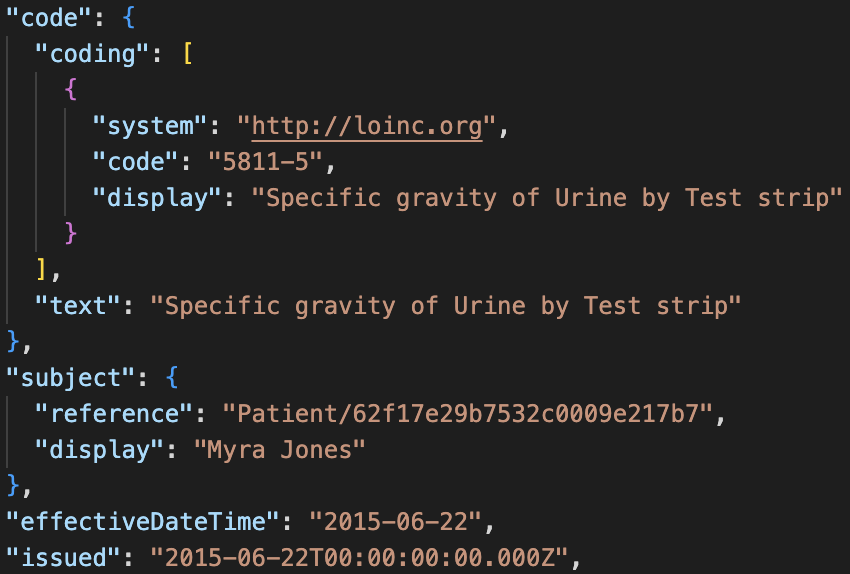 "code": {
"coding": [
{
"system": "http://loinc.org",
"code": "5811-5",
"display": "Specific gravity of Urine by Test strip"
}
],
"text": "Specific gravity of Urine by Test strip"
},
"subject": {
"reference": "Patient/62f17e29b7532c0009e217b7",
"display": "Myra Jones"
},
"effectiveDateTime": "2015-06-22",
"issued": "2015-06-22T00:00:00:00.000Z",